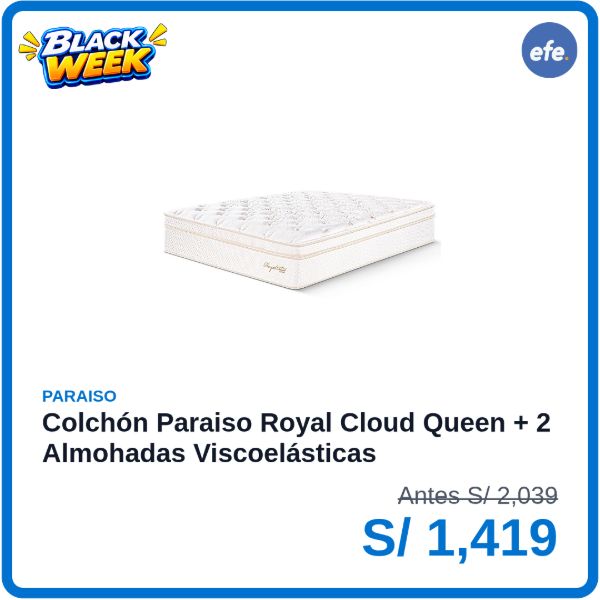 BLACK
WEEK
efe.
PARAISO
Colchón Paraiso Royal Cloud Queen + 2
Almohadas Viscoelásticas
Antes S/ 2,039
S/ 1,419